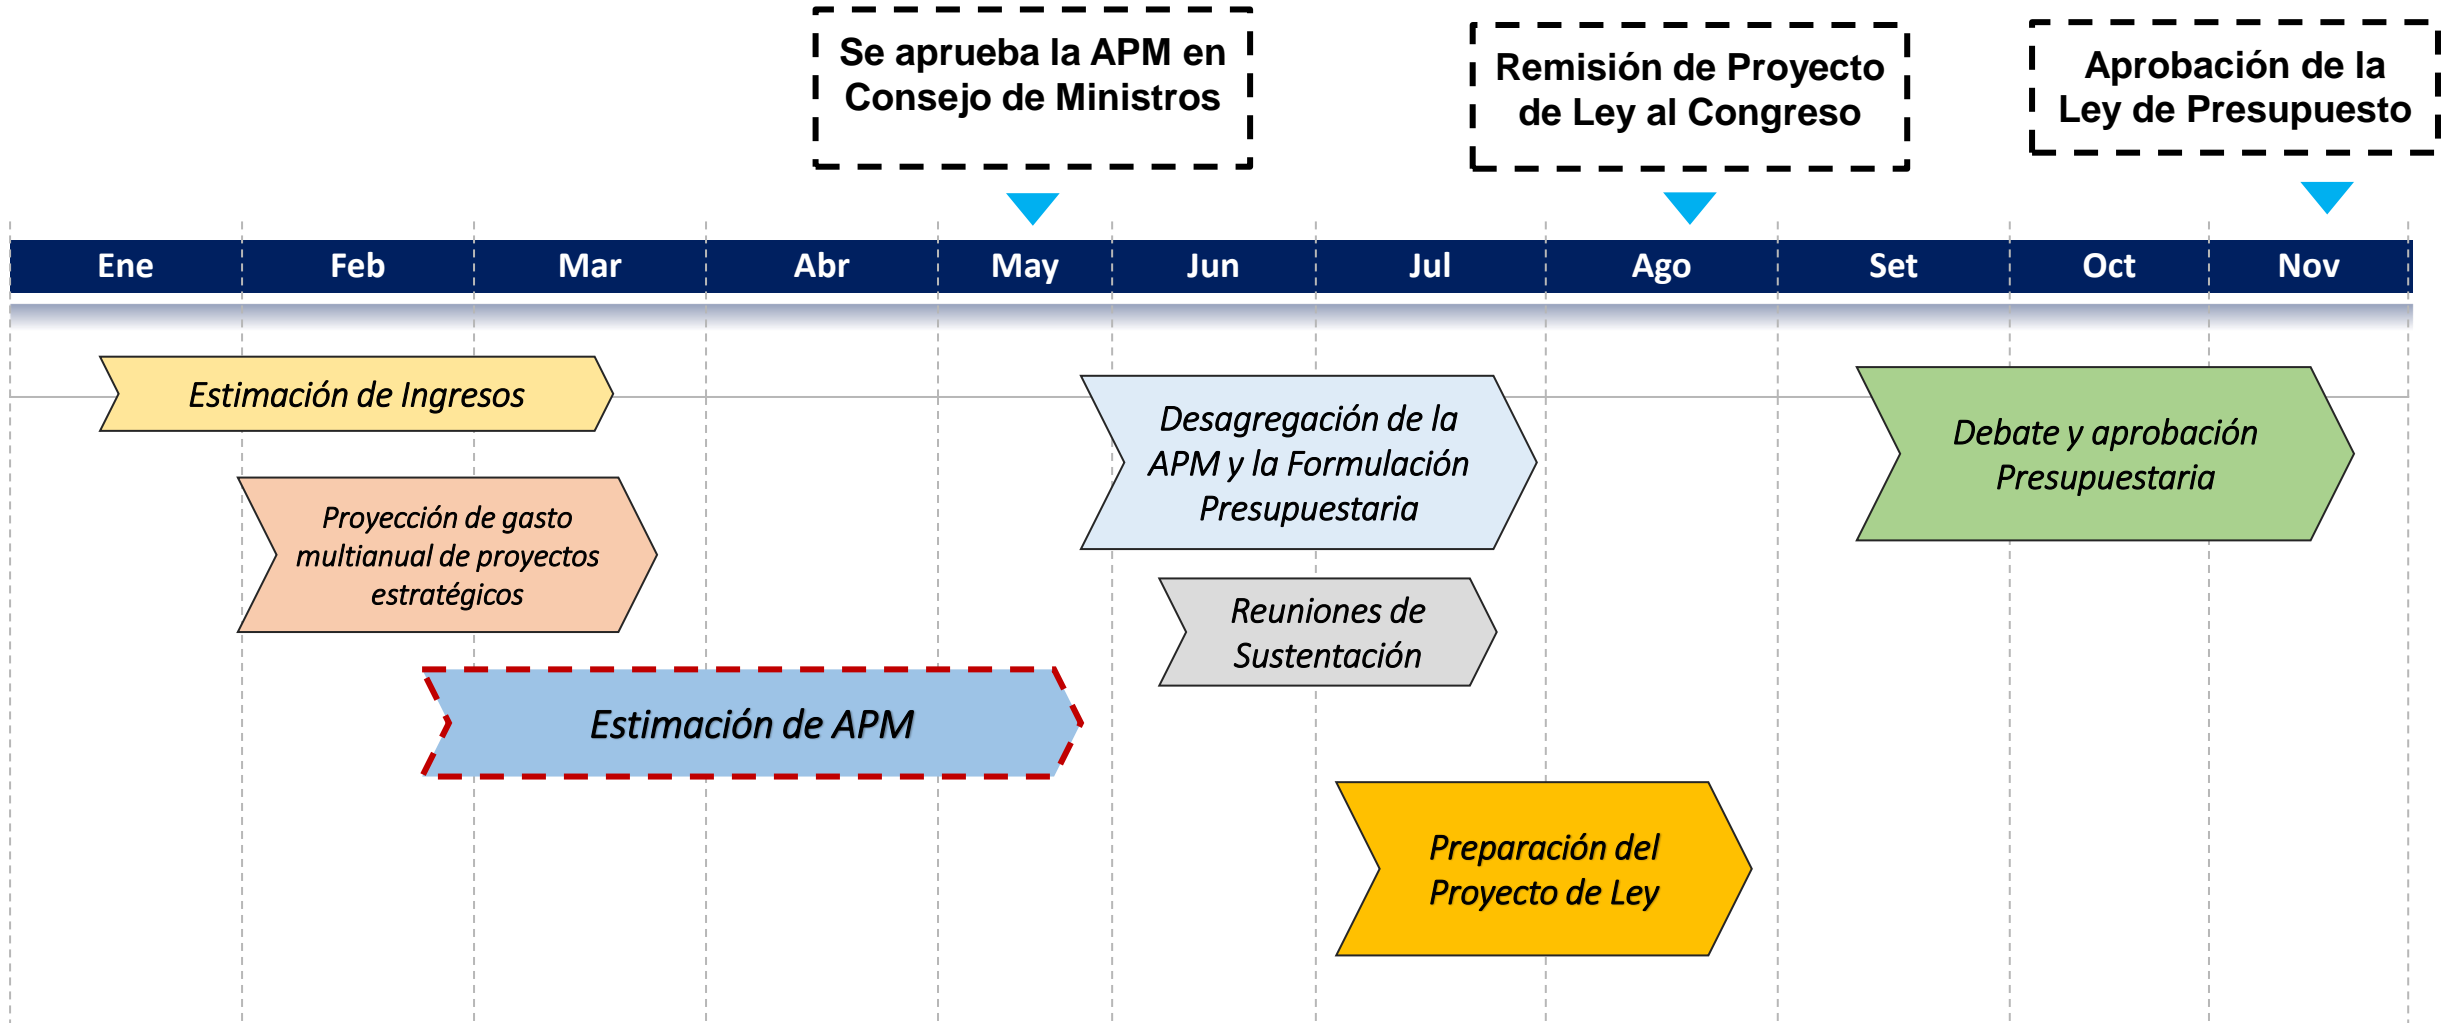 Se aprueba la APM en
Consejo de Ministros
Remisión de Proyecto
de Ley al Congreso
Aprobación de la
Ley de Presupuesto
Ene Feb Mar Abr May Jun Jul Ago Set Oct Nov
Estimación de Ingresos
Proyección de gasto
multianual de proyectos
estratégicos
Estimación de APM
Desagregación de la
APM y la Formulación
Presupuestaria
Reuniones de
Sustentación
Preparación del
Proyecto de Ley
Debate y aprobación
Presupuestaria